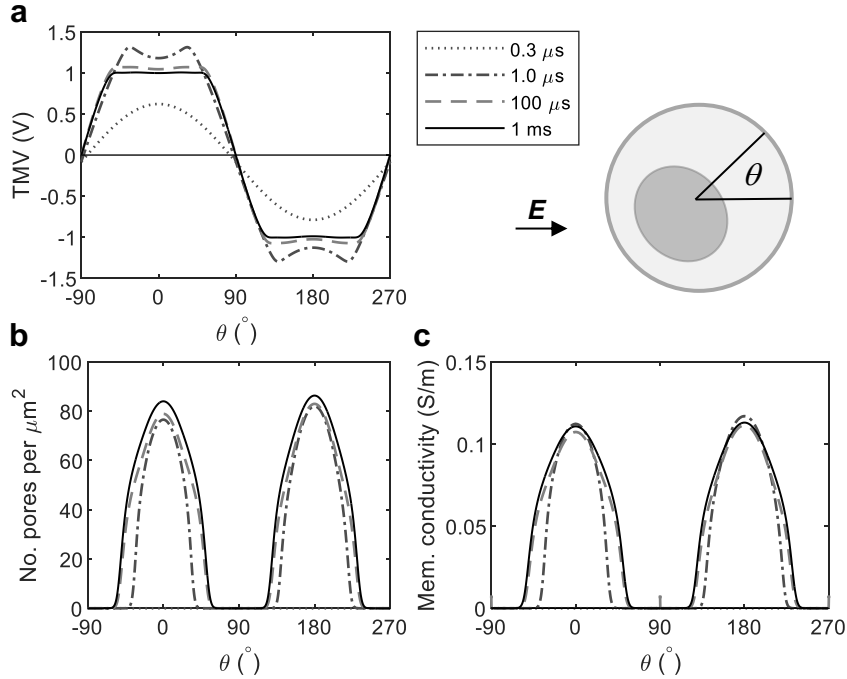 a
TMV (V)
1.5
1
0.5
0
-0.5
-1
-1.5
-90 0 90 180 270
θ (°)
0.3 μs
1.0 μs
100 μs
1 ms
E
θ
b
No. pores per μm²
100
80
60
40
20
0
-90 0 90 180 270
θ (°)
c
Mem. conductivity (S/m)
0.15
0.1
0.05
0
-90 0 90 180 270
θ (°)